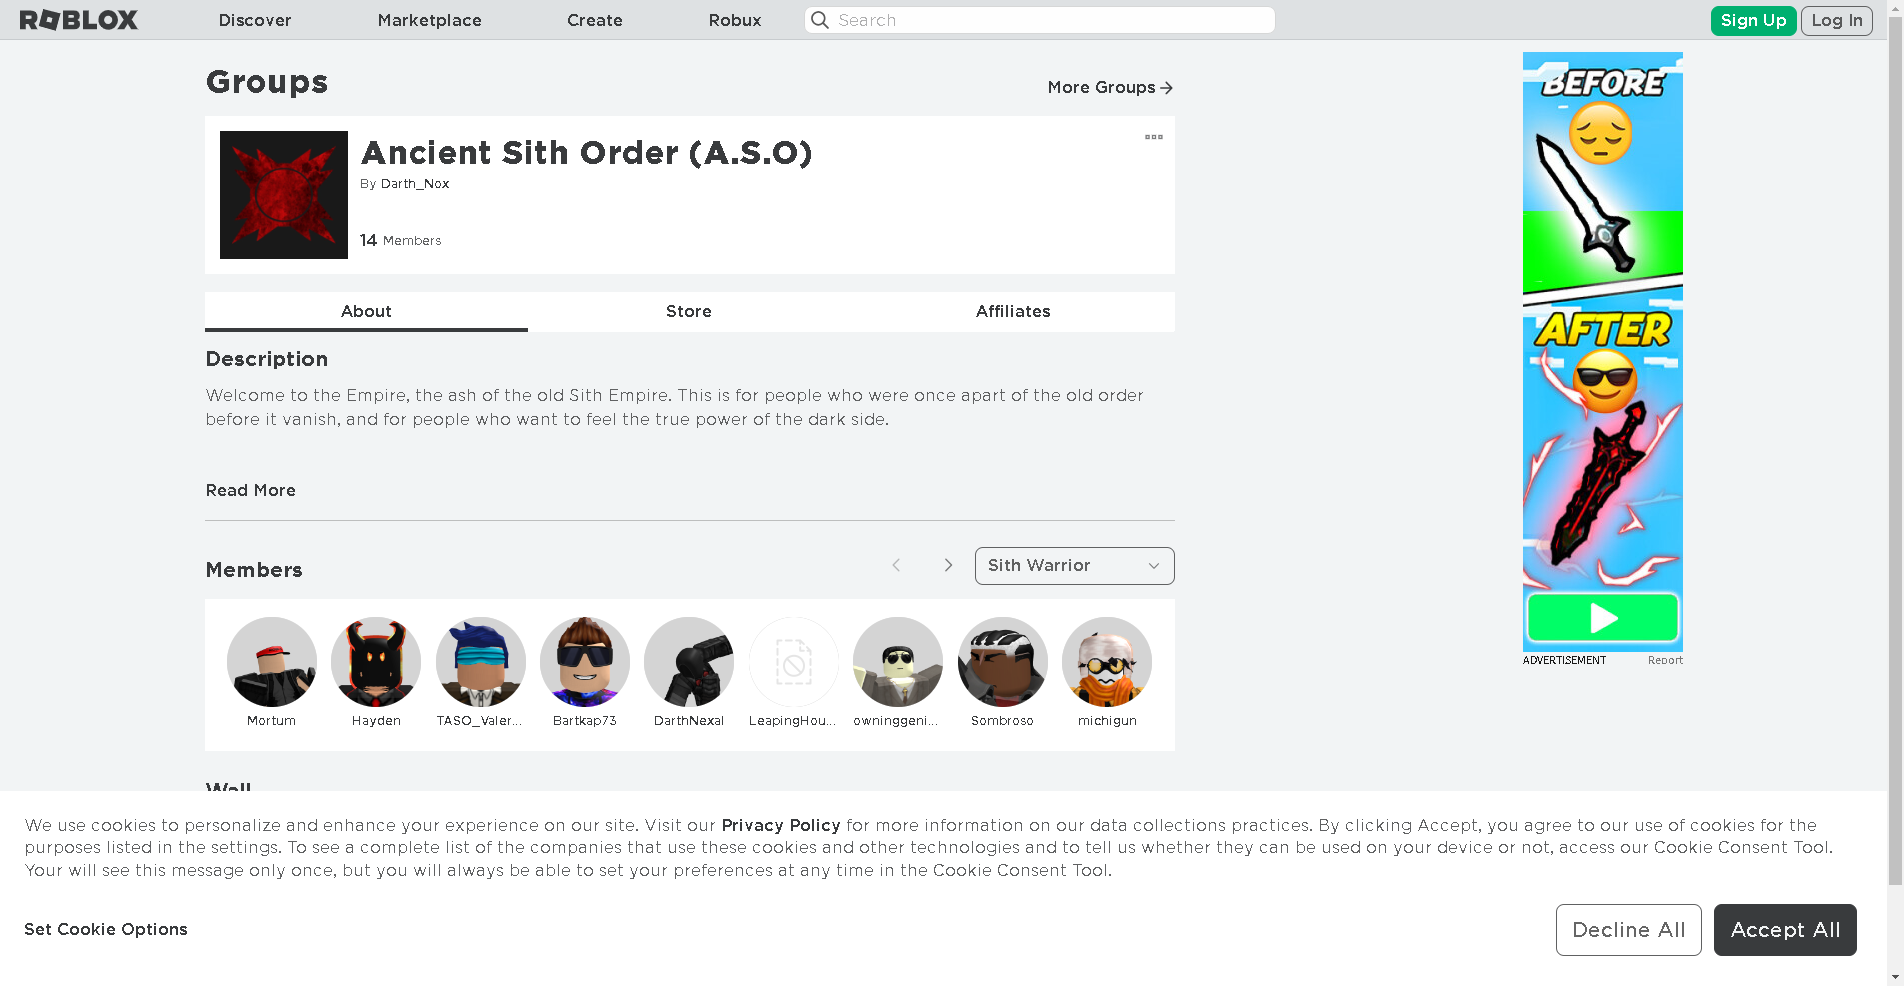 ROBLOX
Discover
Marketplace
Create
Robux
Search
Sign Up
Log In
Groups
More Groups
Ancient Sith Order (A.S.O)
By Darth_Nox
14 Members
About
Store
Affiliates
Description
Welcome to the Empire, the ash of the old Sith Empire. This is for people who were once apart of the old order
before it vanish, and for people who want to feel the true power of the dark side.
Read More
Members
Sith Warrior
Mortum
Hayden
TASO_Valer...
Bartkap73
DarthNexal
LeapingHou...
owninggeni...
Sombroso
michigun
Wall
BEFORE
AFTER
ADVERTISEMENT
Report
We use cookies to personalize and enhance your experience on our site. Visit our Privacy Policy for more information on our data collections practices. By clicking Accept, you agree to our use of cookies for the
purposes listed in the settings. To see a complete list of the companies that use these cookies and other technologies and to tell us whether they can be used on your device or not, access our Cookie Consent Tool.
Your will see this message only once, but you will always be able to set your preferences at any time in the Cookie Consent Tool.
Set Cookie Options
Decline All
Accept All